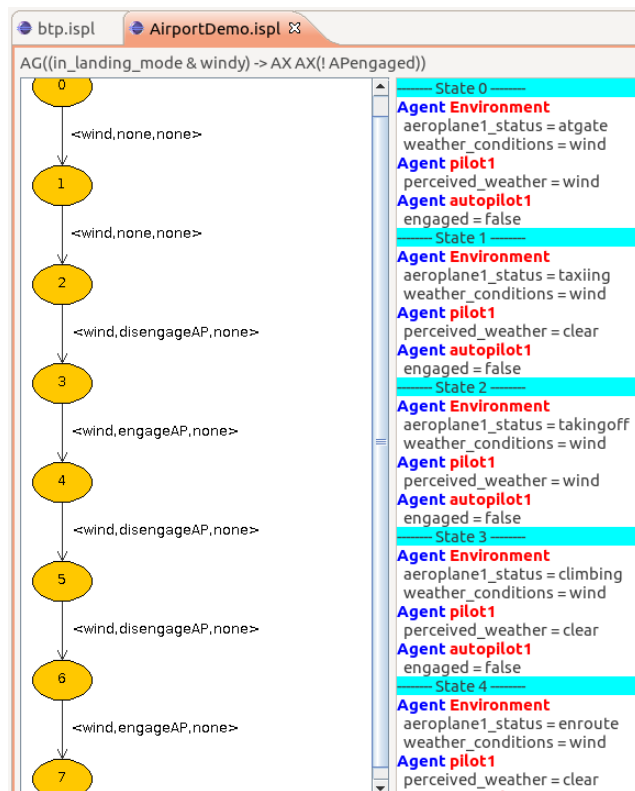 btp.ispl
AirportDemo.ispl
AG((in_landing_mode & windy) -> AX AX(! APengaged))
0
<wind,none,none>
1
<wind,none,none>
2
<wind,disengageAP,none>
3
<wind,engageAP,none>
4
<wind,disengageAP,none>
5
<wind,disengageAP,none>
6
<wind,engageAP,none>
7
-------- State 0 --------
Agent Environment
aeroplane1_status = atgate
weather_conditions = wind
Agent pilot1
perceived_weather = wind
Agent autopilot1
engaged = false
-------- State 1 --------
Agent Environment
aeroplane1_status = taxiing
weather_conditions = wind
Agent pilot1
perceived_weather = clear
Agent autopilot1
engaged = false
-------- State 2 --------
Agent Environment
aeroplane1_status = takingoff
weather_conditions = wind
Agent pilot1
perceived_weather = wind
Agent autopilot1
engaged = false
-------- State 3 --------
Agent Environment
aeroplane1_status = climbing
weather_conditions = wind
Agent pilot1
perceived_weather = clear
Agent autopilot1
engaged = false
-------- State 4 --------
Agent Environment
aeroplane1_status = enroute
weather_conditions = wind
Agent pilot1
perceived_weather = clear